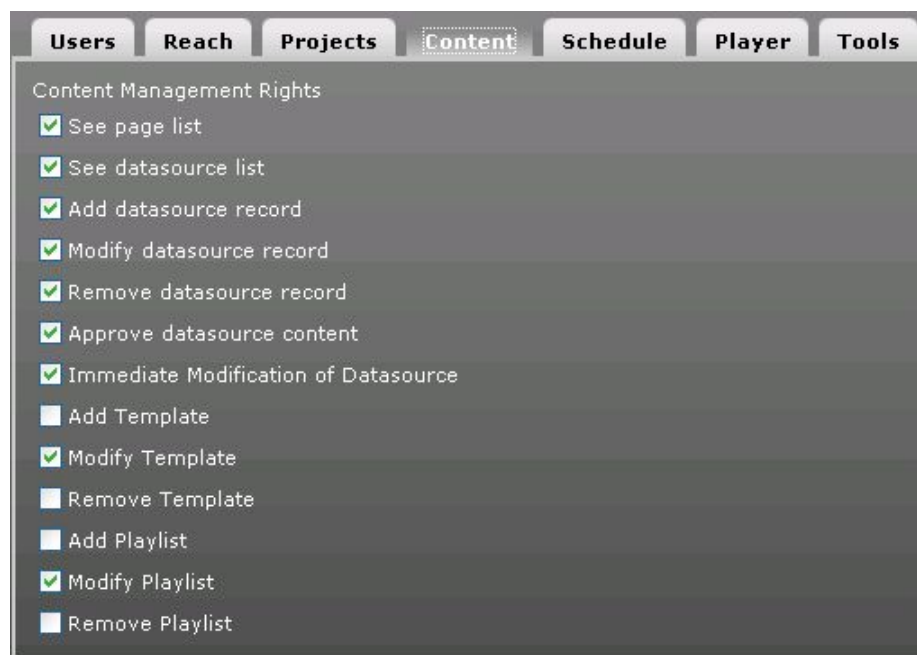 Users Reach Projects Content Schedule Player Tools
Content Management Rights
See page list
See datasource list
Add datasource record
Modify datasource record
Remove datasource record
Approve datasource content
Immediate Modification of Datasource
Add Template
Modify Template
Remove Template
Add Playlist
Modify Playlist
Remove Playlist